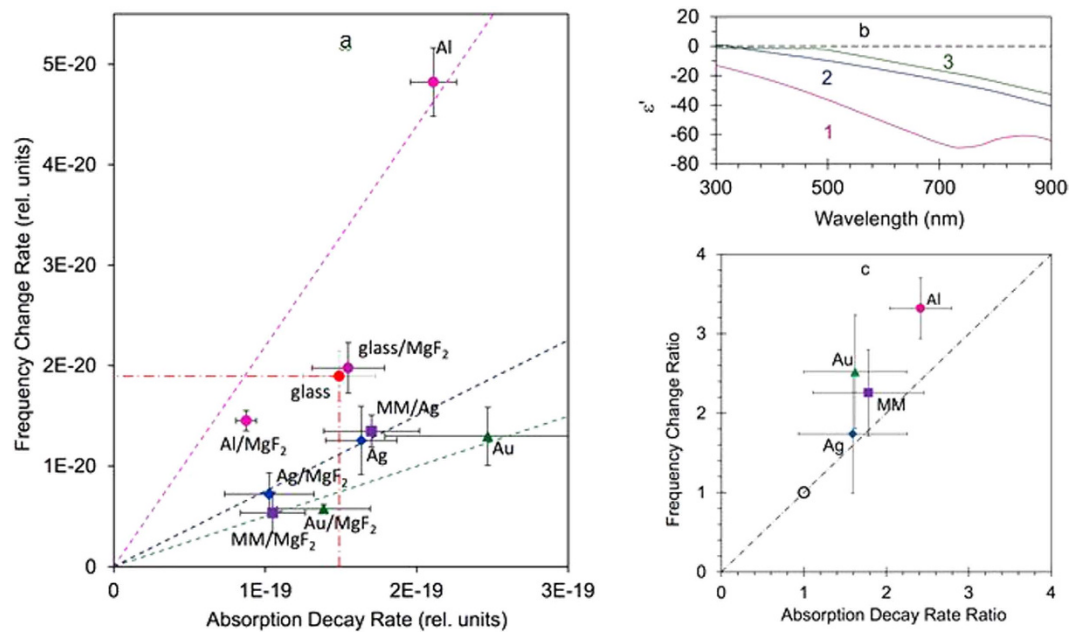 a
5E-20
4E-20
3E-20
2E-20
1E-20
0
Frequency Change Rate (rel. units)
Al
glass/MgF₂
glass
Al/MgF₂
MM/Ag
Ag
Au
Ag/MgF₂
Au/MgF₂
MM/MgF₂
0
1E-19
2E-19
3E-19
Absorption Decay Rate (rel. units)
b
20
0
-20
-40
-60
-80
ε'
3
2
1
300
500
700
900
Wavelength (nm)
c
4
3
2
1
0
Frequency Change Ratio
Al
Au
MM
Ag
0
1
2
3
4
Absorption Decay Rate Ratio